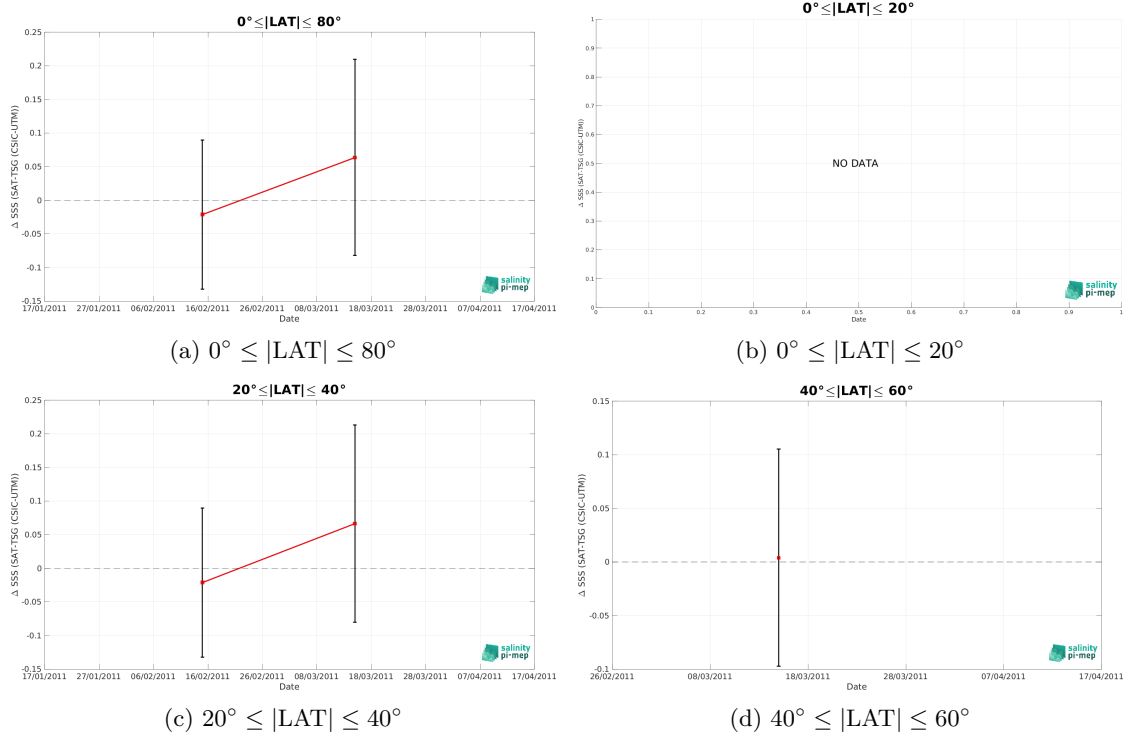 0°≤|LAT|≤ 80°
Δ SSS (SAT-TSG (CSIC-UTM))
0.25
0.2
0.15
0.1
0.05
0
-0.05
-0.1
-0.15
17/01/2011 27/01/2011 06/02/2011 16/02/2011 26/02/2011 08/03/2011 18/03/2011 28/03/2011 07/04/2011 17/04/2011
Date
salinity
pi-mep
(a) 0° ≤ |LAT| ≤ 80°
0°≤|LAT|≤ 20°
Δ SSS (SAT-TSG (CSIC-UTM))
1
0.9
0.8
0.7
0.6
0.5
0.4
0.3
0.2
0.1
0
NO DATA
0 0.1 0.2 0.3 0.4 0.5 0.6 0.7 0.8 0.9 1
Date
salinity
pi-mep
(b) 0° ≤ |LAT| ≤ 20°
20°≤|LAT|≤ 40°
Δ SSS (SAT-TSG (CSIC-UTM))
0.25
0.2
0.15
0.1
0.05
0
-0.05
-0.1
-0.15
17/01/2011 27/01/2011 06/02/2011 16/02/2011 26/02/2011 08/03/2011 18/03/2011 28/03/2011 07/04/2011 17/04/2011
Date
salinity
pi-mep
(c) 20° ≤ |LAT| ≤ 40°
40°≤|LAT|≤ 60°
Δ SSS (SAT-TSG (CSIC-UTM))
0.15
0.1
0.05
0
-0.05
-0.1
26/02/2011 08/03/2011 18/03/2011 28/03/2011 07/04/2011 17/04/2011
Date
salinity
pi-mep
(d) 40° ≤ |LAT| ≤ 60°